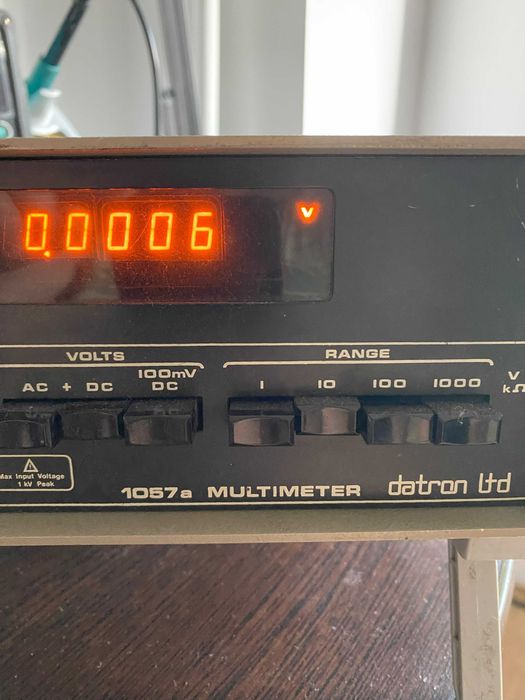 0.0006 V
VOLTS RANGE
100mV
AC + DC DC 1 10 100 1000 V
kΩ
Max Input Voltage
1 kV Peak
1057a MULTIMETER datron ltd